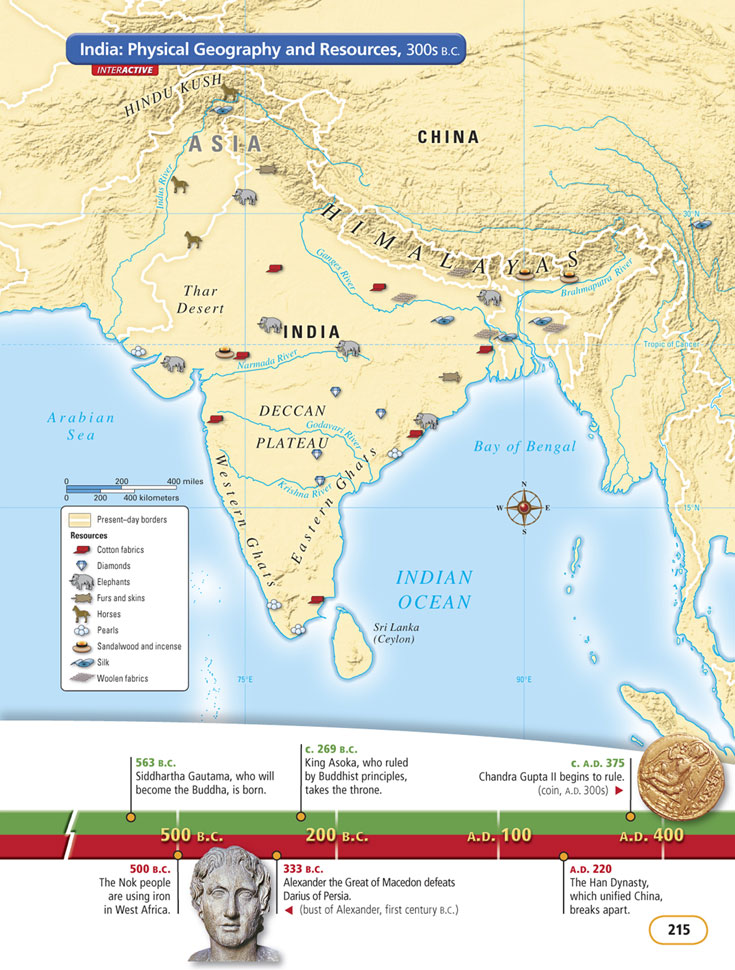 India: Physical Geography and Resources, 300s B.C.
INTERACTIVE
HINDU KUSH
ASIA
CHINA
Indus River
HIMALAYAS
30°N
Ganges River
Brahmaputra River
Thar
Desert
INDIA
Tropic of Cancer
Narmada River
Arabian
Sea
DECCAN
PLATEAU
Godavari River
Bay of Bengal
Krishna River
Western Ghats
Eastern Ghats
0 200 400 miles
0 200 400 kilometers
N
W E
S
15°N
Present-day borders
Resources
Cotton fabrics
Diamonds
Elephants
Furs and skins
Horses
Pearls
Sandalwood and incense
Silk
Woolen fabrics
INDIAN
OCEAN
Sri Lanka
(Ceylon)
75°E
90°E
563 B.C.
Siddhartha Gautama, who will
become the Buddha, is born.
c. 269 B.C.
King Asoka, who ruled
by Buddhist principles,
takes the throne.
c. A.D. 375
Chandra Gupta II begins to rule.
(coin, A.D. 300s) ▶
500 B.C. 200 B.C. A.D. 100 A.D. 400
500 B.C.
The Nok people
are using iron
in West Africa.
333 B.C.
Alexander the Great of Macedon defeats
Darius of Persia.
◀ (bust of Alexander, first century B.C.)
A.D. 220
The Han Dynasty,
which unified China,
breaks apart.
215